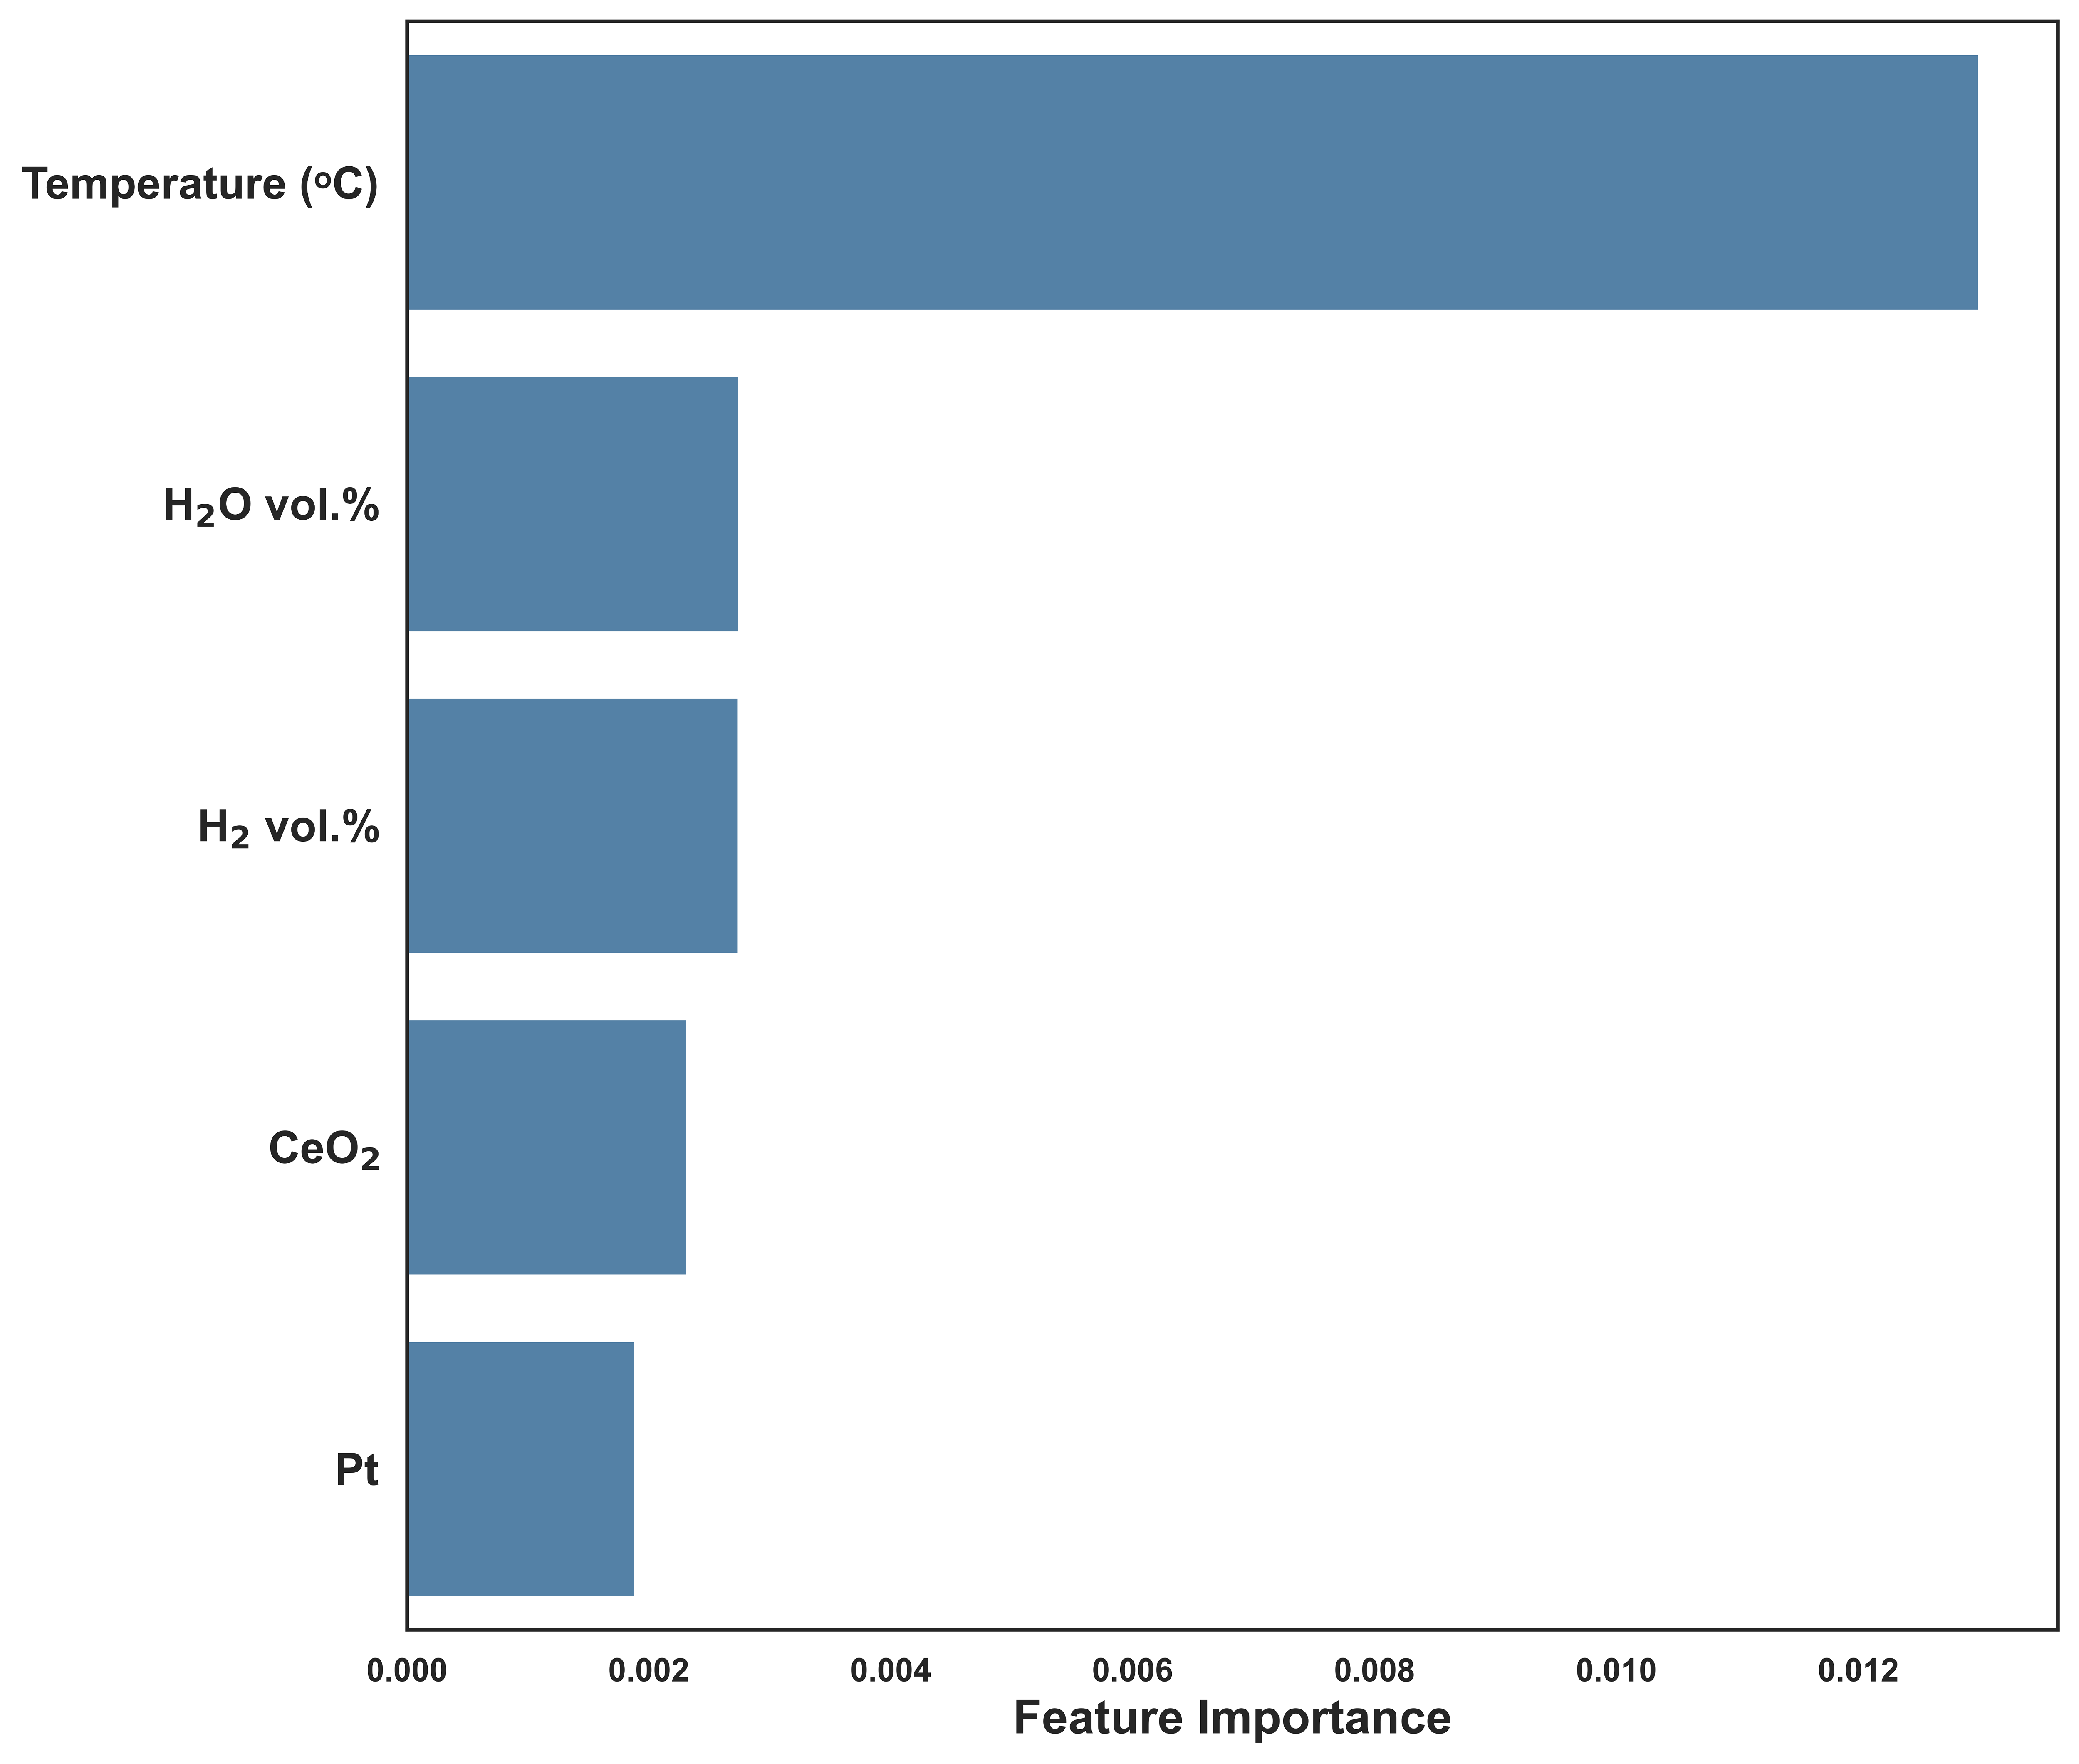 Temperature (°C)
H₂O vol.%
H₂ vol.%
CeO₂
Pt
0.000 0.002 0.004 0.006 0.008 0.010 0.012
Feature Importance